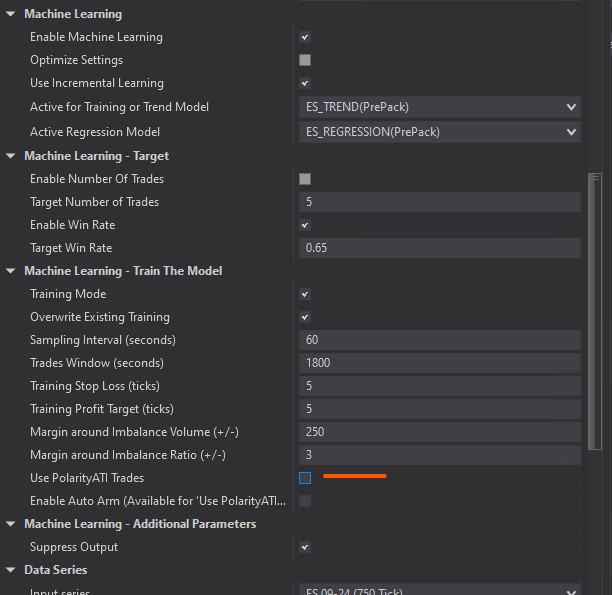 Machine Learning
Enable Machine Learning
Optimize Settings
Use Incremental Learning
Active for Training or Trend Model ES_TREND(PrePack)
Active Regression Model ES_REGRESSION(PrePack)
Machine Learning - Target
Enable Number Of Trades
Target Number of Trades 5
Enable Win Rate
Target Win Rate 0.65
Machine Learning - Train The Model
Training Mode
Overwrite Existing Training
Sampling Interval (seconds) 60
Trades Window (seconds) 1800
Training Stop Loss (ticks) 5
Training Profit Target (ticks) 5
Margin around Imbalance Volume (+/-) 250
Margin around Imbalance Ratio (+/-) 3
Use PolarityATI Trades
Enable Auto Arm (Available for 'Use PolarityATI...
Machine Learning - Additional Parameters
Suppress Output
Data Series
Input series ES 09-24 (750 Tick)